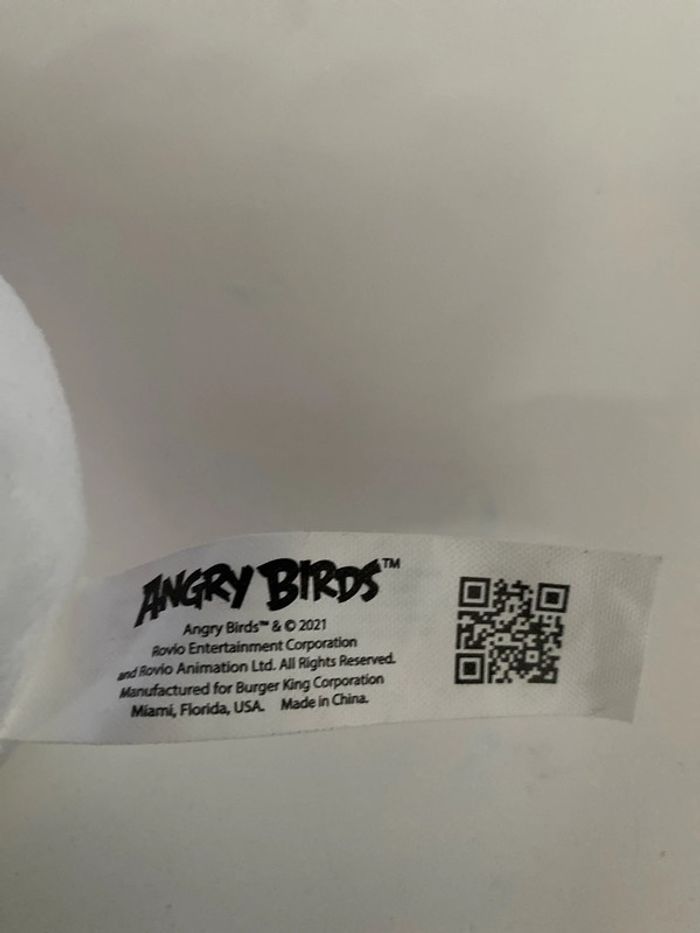 ANGRY BIRDS™
Angry Birds™ & © 2021
Rovio Entertainment Corporation
and Rovio Animation Ltd. All Rights Reserved.
Manufactured for Burger King Corporation
Miami, Florida, USA. Made in China.